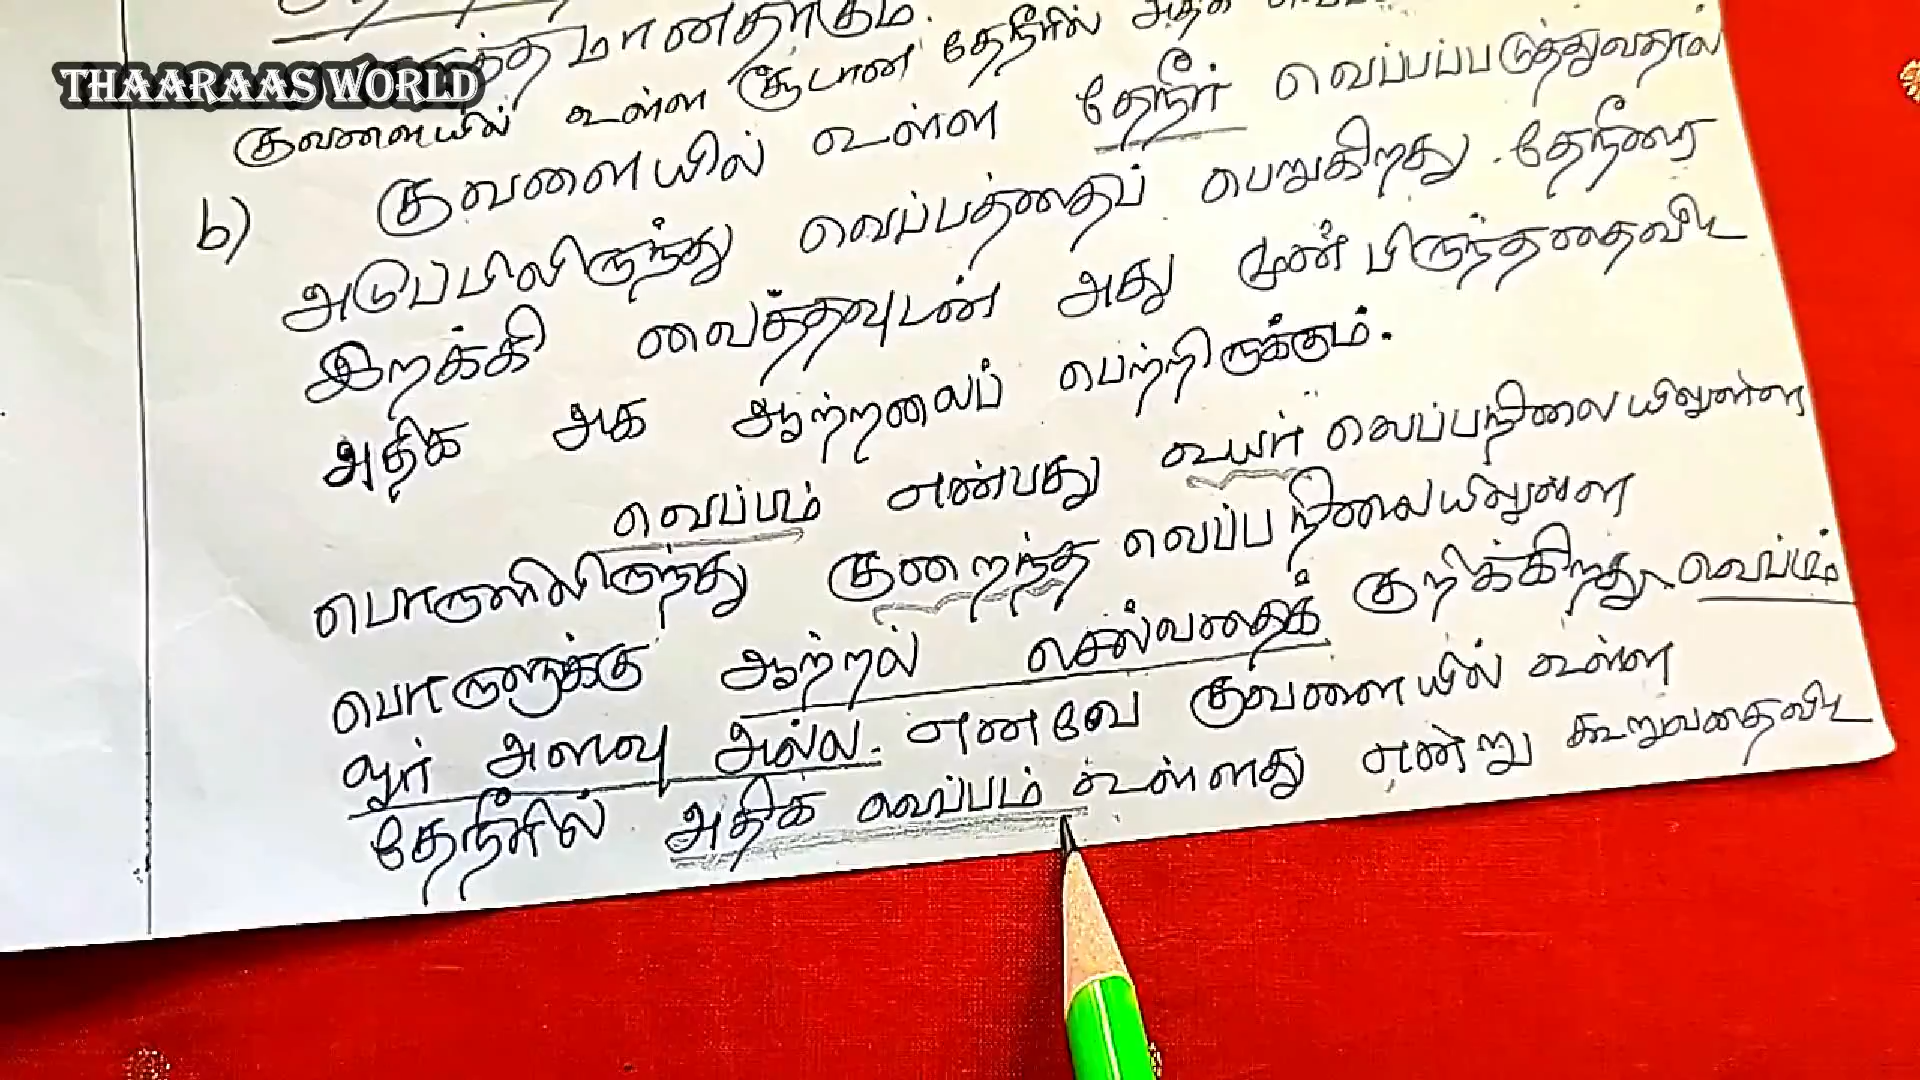 THAARAAS WORLD
பொருத்தமானதாகும்.
குவளையில் உள்ள சூடான தேநீரில் அதிக
b) குவளையில் உள்ள தேநீர் வெப்பப்படுத்துவதால்
அடுப்பிலிருந்து வெப்பத்தைப் பெறுகிறது. தேநீரை
இறக்கி வைத்தவுடன் அது முன்பிருந்ததைவிட
அதிக அக ஆற்றலைப் பெற்றிருக்கும்.
வெப்பம் என்பது உயர் வெப்பநிலையிலுள்ள
பொருளிலிருந்து குறைந்த வெப்பநிலையிலுள்ள
பொருளுக்கு ஆற்றல் செல்வதைக் குறிக்கிறது. வெப்பம்
ஓர் அளவு அல்ல. எனவே குவளையில் உள்ள
தேநீரில் அதிக வெப்பம் உள்ளது என்று கூறுவதைவிட